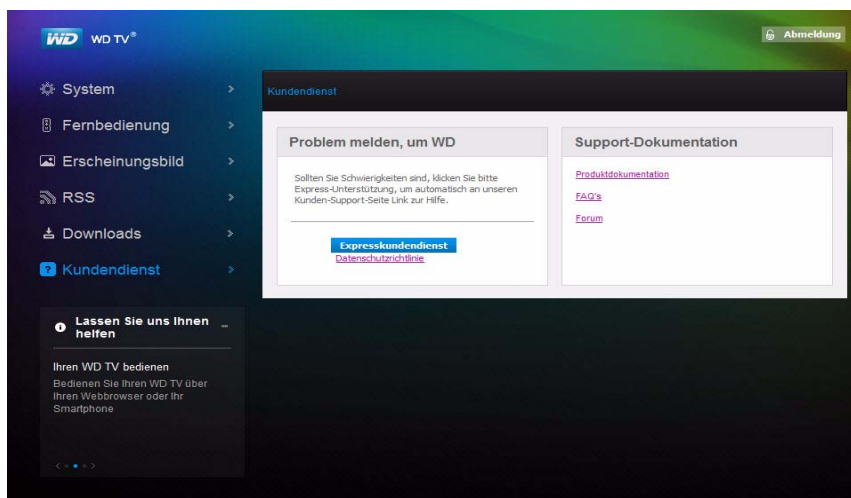 WD WD TV®
Abmeldung
System
Fernbedienung
Erscheinungsbild
RSS
Downloads
Kundendienst
Lassen Sie uns Ihnen
helfen
Ihren WD TV bedienen
Bedienen Sie Ihren WD TV über
Ihren Webbrowser oder Ihr
Smartphone
Kundendienst
Problem melden, um WD
Sollten Sie Schwierigkeiten sind, klicken Sie bitte
Express-Unterstützung, um automatisch an unseren
Kunden-Support-Seite Link zur Hilfe.
Expresskundendienst
Datenschutzrichtlinie
Support-Dokumentation
Produktdokumentation
FAQ's
Forum